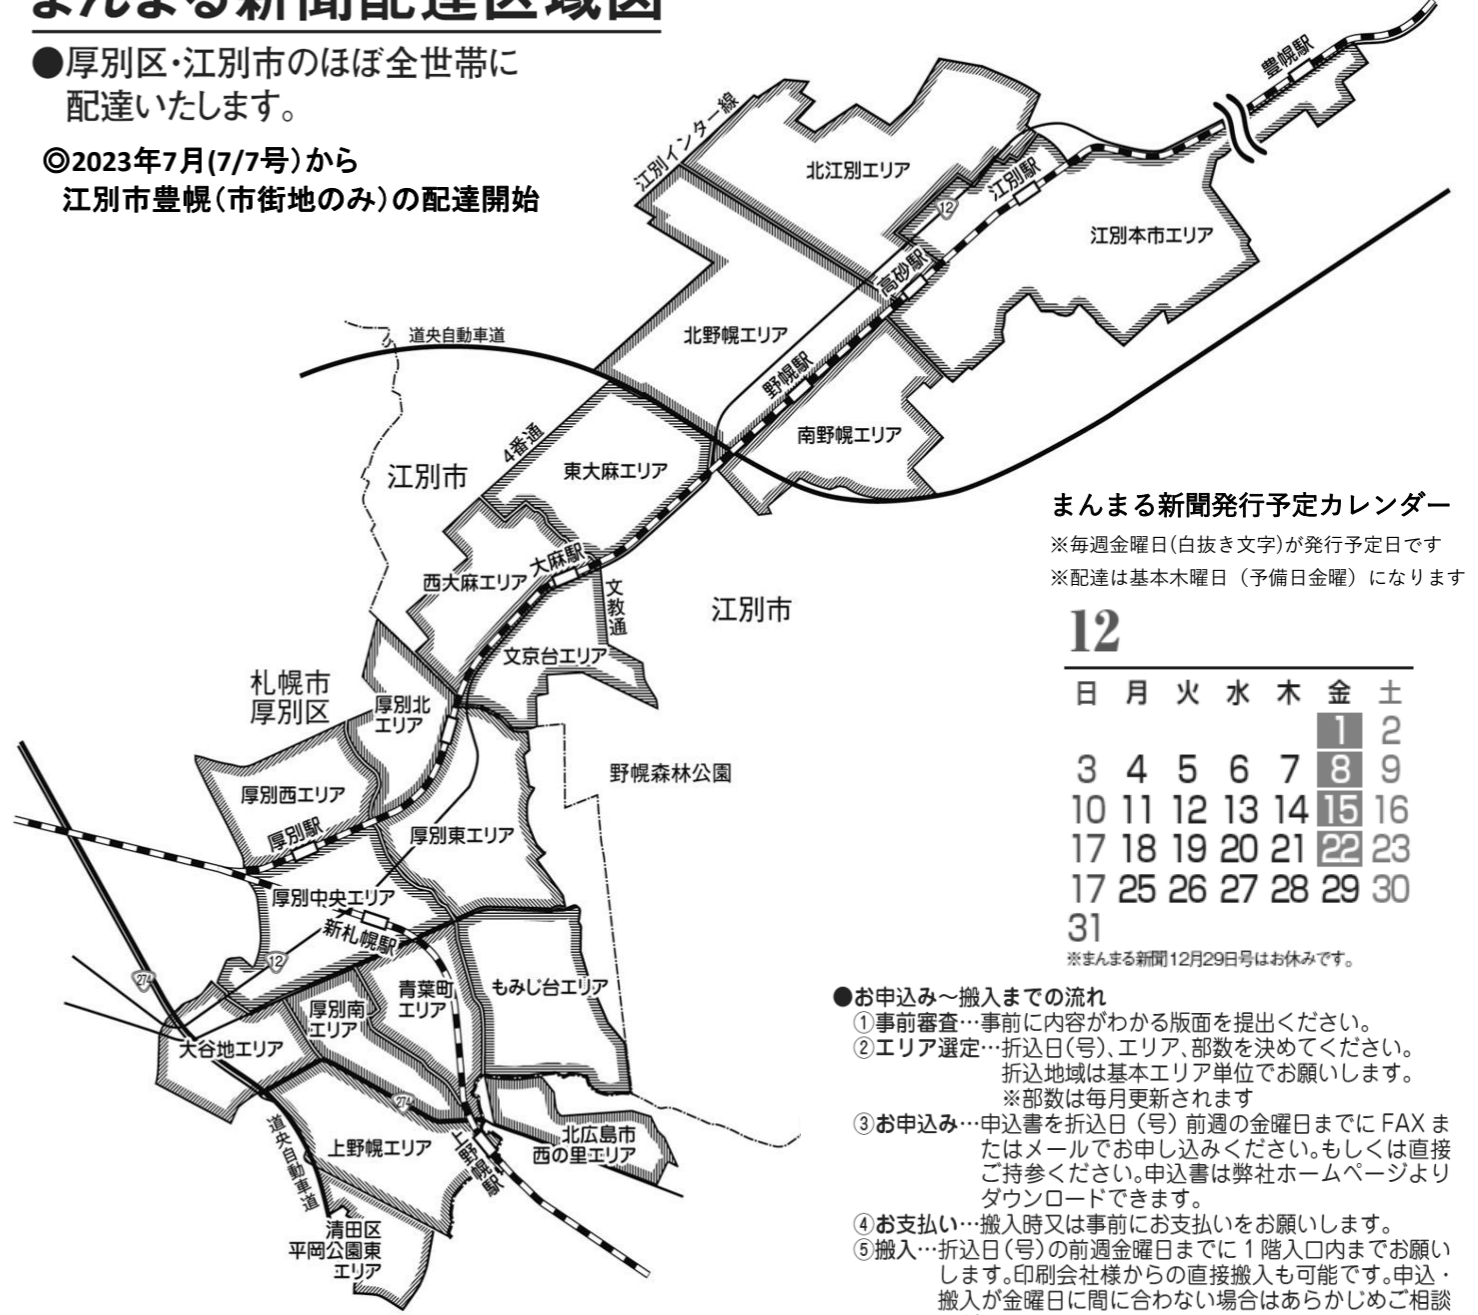 まんまる新聞配達区域図
●厚別区・江別市のほぼ全世帯に
配達いたします。
◎2023年7月(7/7号)から
江別市豊幌(市街地のみ)の配達開始
豊幌駅
江別インター線
北江別エリア
江別駅
12
江別本市エリア
高砂駅
道央自動車道
北野幌エリア
野幌駅
4番通
南野幌エリア
江別市
東大麻エリア
大麻駅
西大麻エリア
文教通
江別市
文京台エリア
札幌市
厚別区
厚別北
エリア
野幌森林公園
厚別西エリア
厚別駅
厚別東エリア
厚別中央エリア
新札幌駅
12
274
青葉町
エリア
もみじ台エリア
厚別南
エリア
大谷地エリア
274
道央自動車道
上野幌エリア
上野幌駅
北広島市
西の里エリア
清田区
平岡公園東
エリア
まんまる新聞発行予定カレンダー
※毎週金曜日(白抜き文字)が発行予定日です
※配達は基本木曜日（予備日金曜）になります
12
日 月 火 水 木 金 土
1 2
3 4 5 6 7 8 9
10 11 12 13 14 15 16
17 18 19 20 21 22 23
17 25 26 27 28 29 30
31
※まんまる新聞12月29日号はお休みです。
●お申込み～搬入までの流れ
①事前審査…事前に内容がわかる版面を提出ください。
②エリア選定…折込日(号)、エリア、部数を決めてください。
折込地域は基本エリア単位でお願いします。
※部数は毎月更新されます
③お申込み…申込書を折込日（号）前週の金曜日までに FAX ま
たはメールでお申し込みください。もしくは直接
ご持参ください。申込書は弊社ホームページより
ダウンロードできます。
④お支払い…搬入時又は事前にお支払いをお願いします。
⑤搬入…折込日(号)の前週金曜日までに 1 階入口内までお願い
します。印刷会社様からの直接搬入も可能です。申込・
搬入が金曜日に間に合わない場合はあらかじめご相談